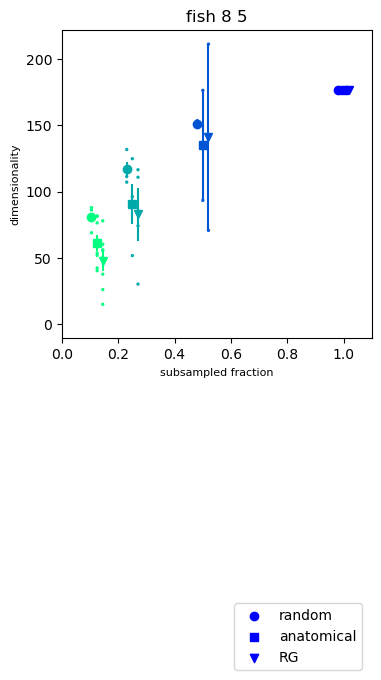 fish 8 5
200
150
100
50
0
dimensionality
0.0 0.2 0.4 0.6 0.8 1.0
subsampled fraction
random
anatomical
RG